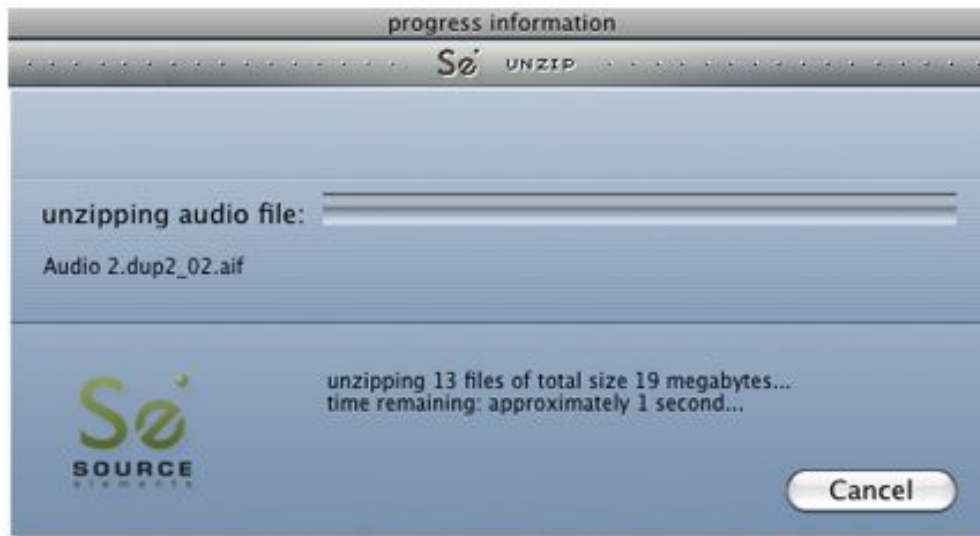 progress information
Se UNZIP
unzipping audio file:
Audio 2.dup2_02.aif
unzipping 13 files of total size 19 megabytes...
time remaining: approximately 1 second...
Se
SOURCE
elements
Cancel